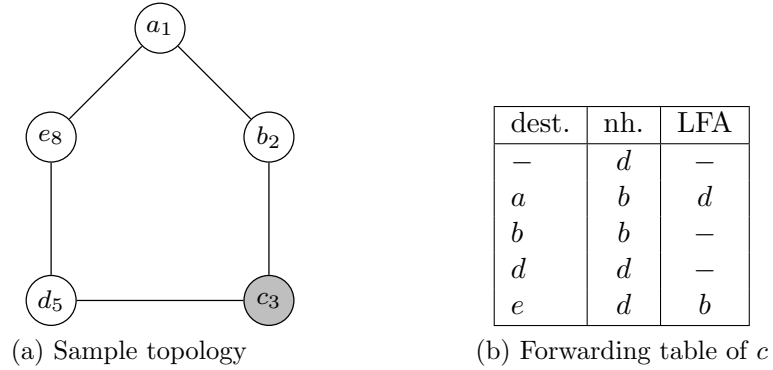 a₁
e₈
b₂
d₅
c₃
(a) Sample topology
dest. nh. LFA
− d −
a b d
b b −
d d −
e d b
(b) Forwarding table of c